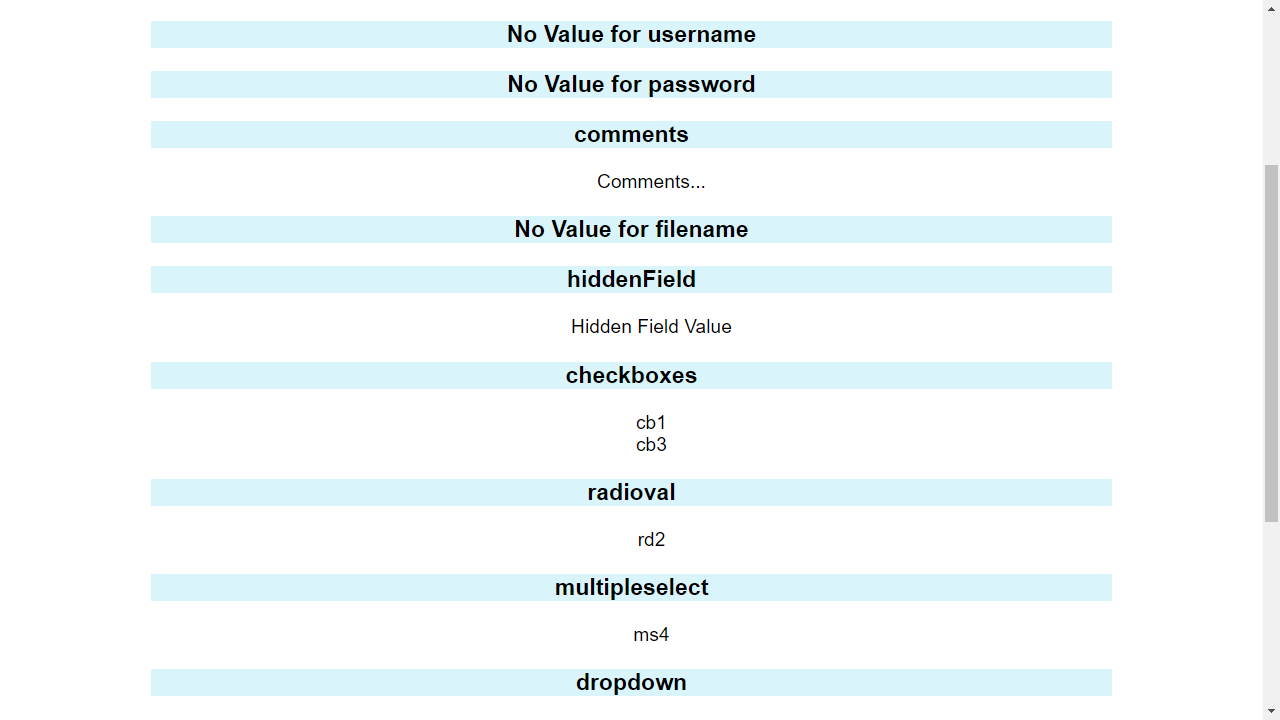 No Value for username
No Value for password
comments
Comments...
No Value for filename
hiddenField
Hidden Field Value
checkboxes
cb1
cb3
radioval
rd2
multipleselect
ms4
dropdown